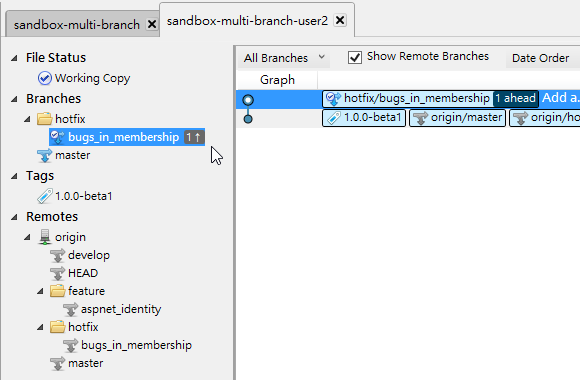 sandbox-multi-branch
sandbox-multi-branch-user2
File Status
Working Copy
Branches
hotfix
bugs_in_membership 1↑
master
Tags
1.0.0-beta1
Remotes
origin
develop
HEAD
feature
aspnet_identity
hotfix
bugs_in_membership
master
All Branches
Show Remote Branches
Date Order
Graph
hotfix/bugs_in_membership 1 ahead Add a..
1.0.0-beta1 origin/master origin/ho